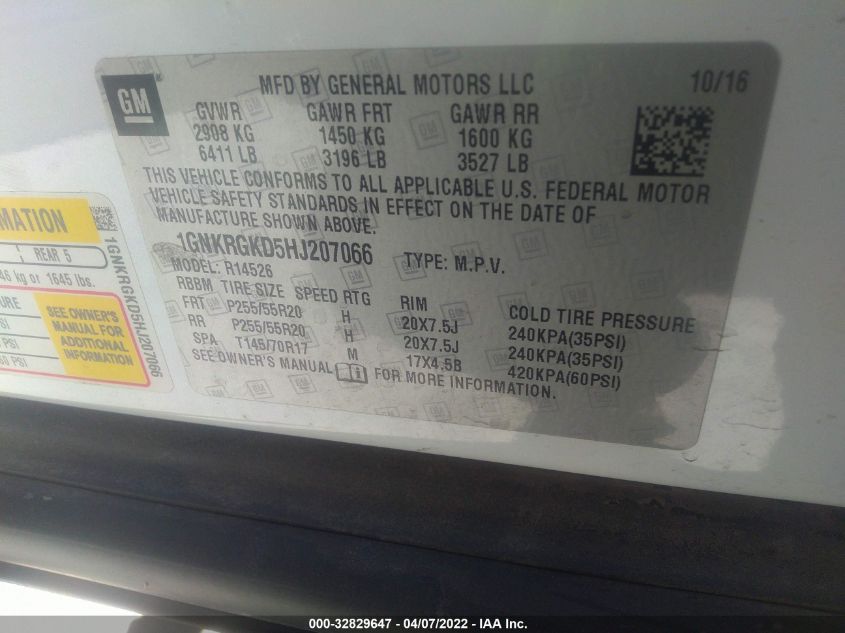 GM
MFD BY GENERAL MOTORS LLC 10/16
GVWR GAWR FRT GAWR RR
2908 KG 1450 KG 1600 KG
6411 LB 3196 LB 3527 LB
THIS VEHICLE CONFORMS TO ALL APPLICABLE U.S. FEDERAL MOTOR
VEHICLE SAFETY STANDARDS IN EFFECT ON THE DATE OF
MANUFACTURE SHOWN ABOVE.
1GNKRGKD5HJ207066 TYPE: M.P.V.
MODEL: R14526
RBBM TIRE SIZE SPEED RTG RIM COLD TIRE PRESSURE
FRT P255/55R20 H 20X7.5J 240KPA(35PSI)
RR P255/55R20 H 20X7.5J 240KPA(35PSI)
SPA T145/70R17 M 17X4.5B 420KPA(60PSI)
SEE OWNER'S MANUAL FOR MORE INFORMATION.
REAR 5
kg or 1645 lbs.
SEE OWNER'S
MANUAL FOR
ADDITIONAL
INFORMATION
PSI
1GNKRGKD5HJ207066
000-32829647 - 04/07/2022 - IAA Inc.